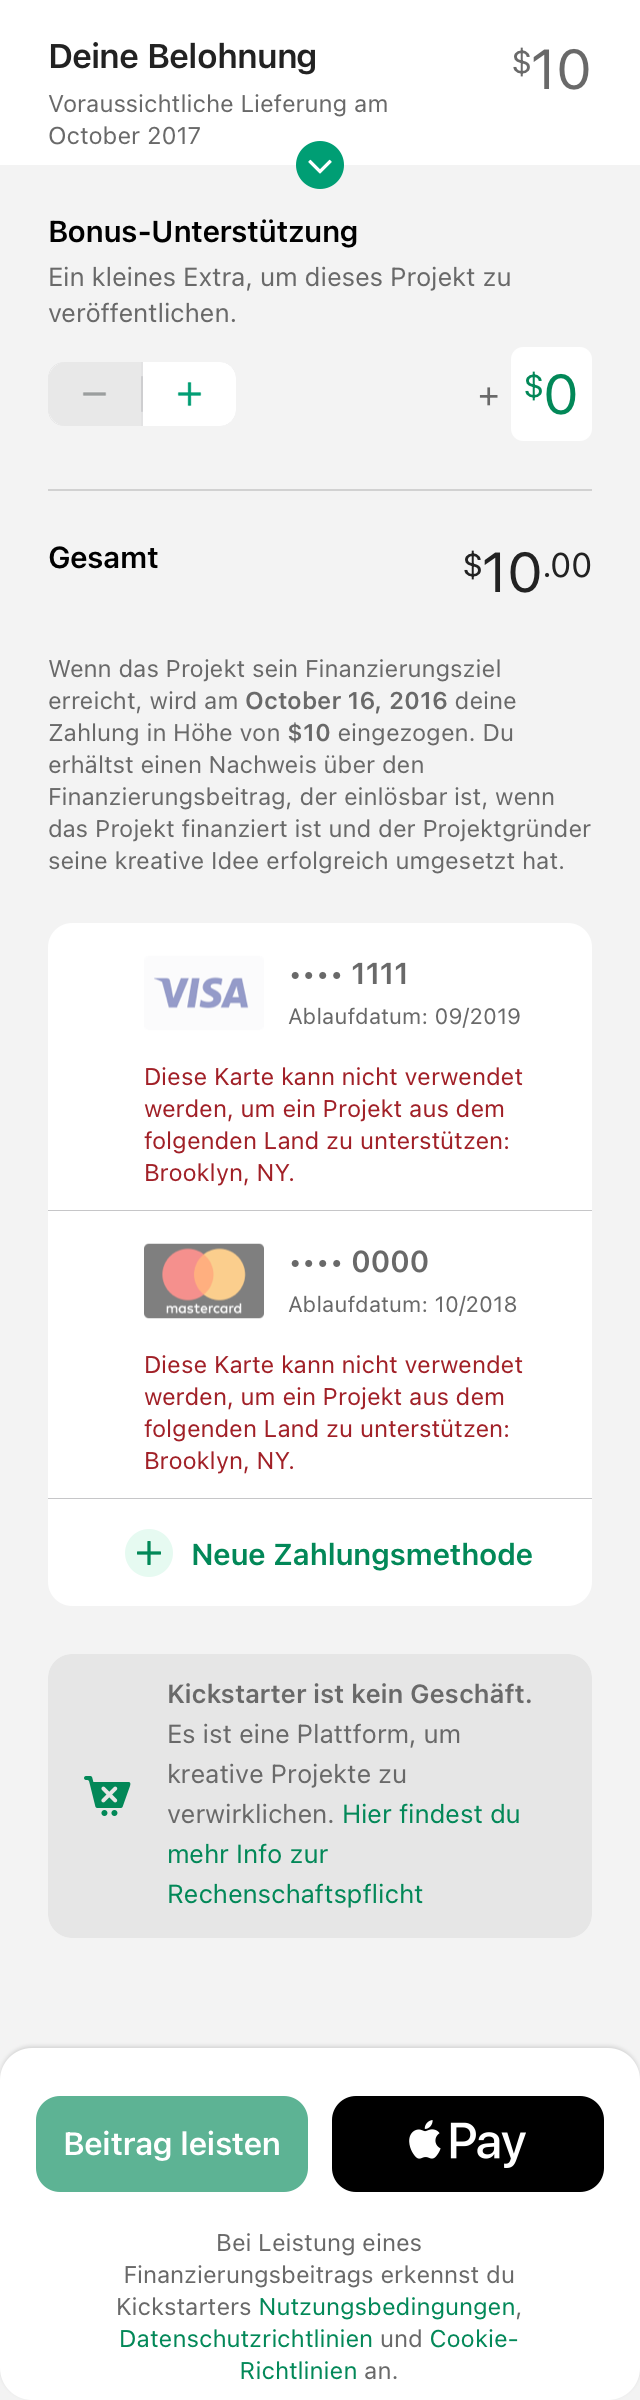 Deine Belohnung
$10
Voraussichtliche Lieferung am
October 2017
Bonus-Unterstützung
Ein kleines Extra, um dieses Projekt zu
veröffentlichen.
− +
+ $0
Gesamt
$10.00
Wenn das Projekt sein Finanzierungsziel
erreicht, wird am October 16, 2016 deine
Zahlung in Höhe von $10 eingezogen. Du
erhältst einen Nachweis über den
Finanzierungsbeitrag, der einlösbar ist, wenn
das Projekt finanziert ist und der Projektgründer
seine kreative Idee erfolgreich umgesetzt hat.
VISA
•••• 1111
Ablaufdatum: 09/2019
Diese Karte kann nicht verwendet
werden, um ein Projekt aus dem
folgenden Land zu unterstützen:
Brooklyn, NY.
mastercard
•••• 0000
Ablaufdatum: 10/2018
Diese Karte kann nicht verwendet
werden, um ein Projekt aus dem
folgenden Land zu unterstützen:
Brooklyn, NY.
+ Neue Zahlungsmethode
Kickstarter ist kein Geschäft.
Es ist eine Plattform, um
kreative Projekte zu
verwirklichen. Hier findest du
mehr Info zur
Rechenschaftspflicht
Beitrag leisten
Pay
Bei Leistung eines
Finanzierungsbeitrags erkennst du
Kickstarters Nutzungsbedingungen,
Datenschutzrichtlinien und Cookie-
Richtlinien an.